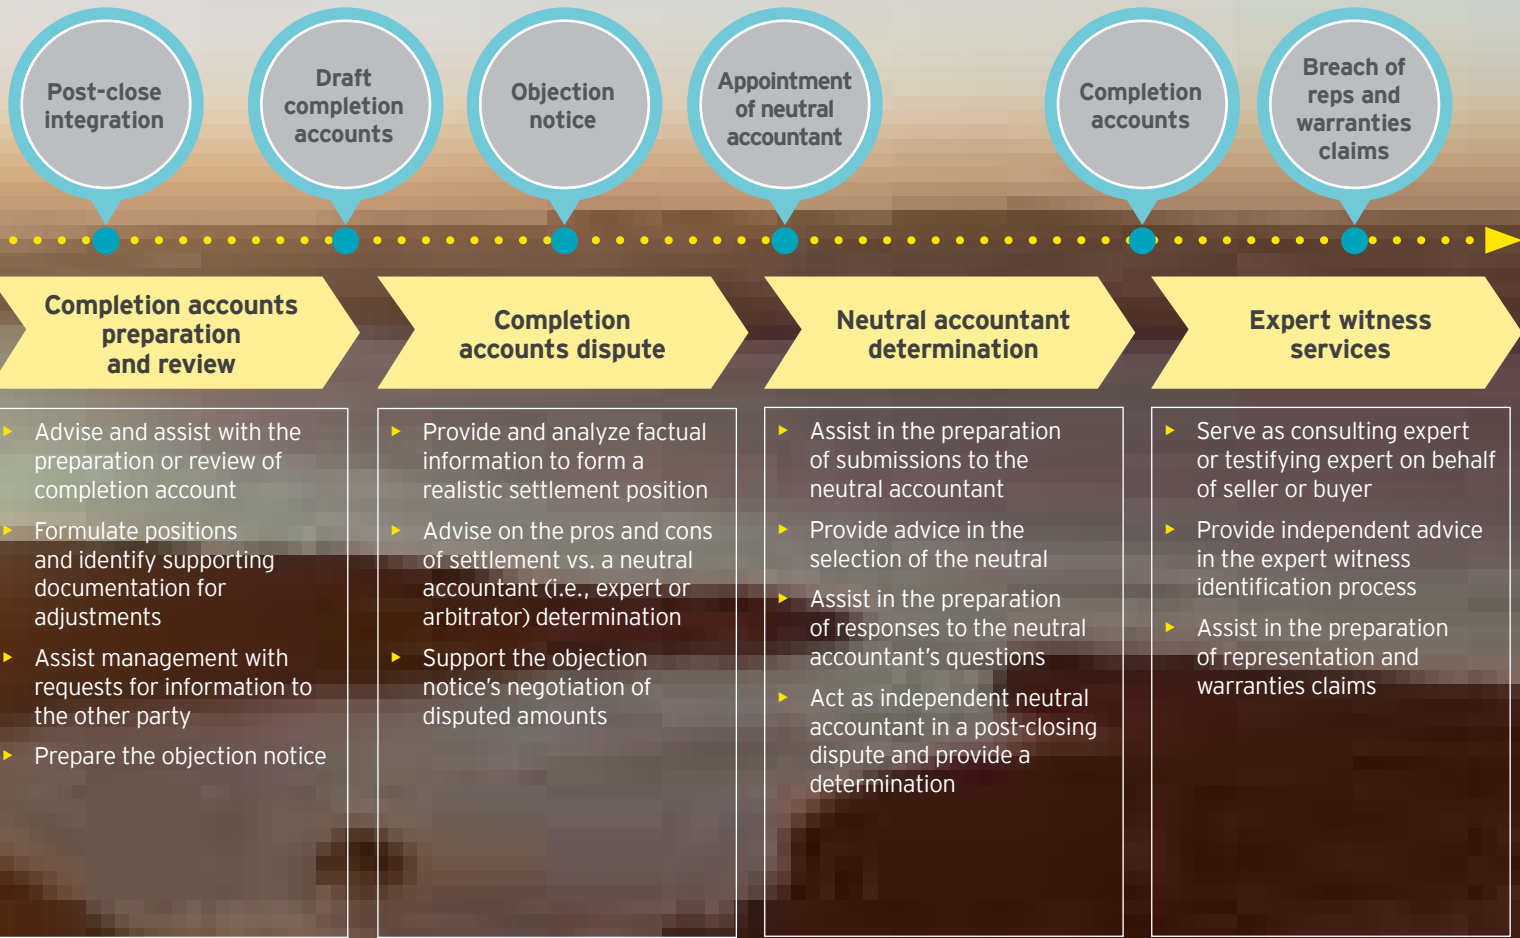 Post-close
integration
Draft
completion
accounts
Objection
notice
Appointment
of neutral
accountant
Completion
accounts
Breach of
reps and
warranties
claims
Completion accounts
preparation
and review
Completion
accounts dispute
Neutral accountant
determination
Expert witness
services
Advise and assist with the
preparation or review of
completion account
Formulate positions
and identify supporting
documentation for
adjustments
Assist management with
requests for information to
the other party
Prepare the objection notice
Provide and analyze factual
information to form a
realistic settlement position
Advise on the pros and cons
of settlement vs. a neutral
accountant (i.e., expert or
arbitrator) determination
Support the objection
notice's negotiation of
disputed amounts
Assist in the preparation
of submissions to the
neutral accountant
Provide advice in the
selection of the neutral
Assist in the preparation
of responses to the neutral
accountant's questions
Act as independent neutral
accountant in a post-closing
dispute and provide a
determination
Serve as consulting expert
or testifying expert on behalf
of seller or buyer
Provide independent advice
in the expert witness
identification process
Assist in the preparation
of representation and
warranties claims